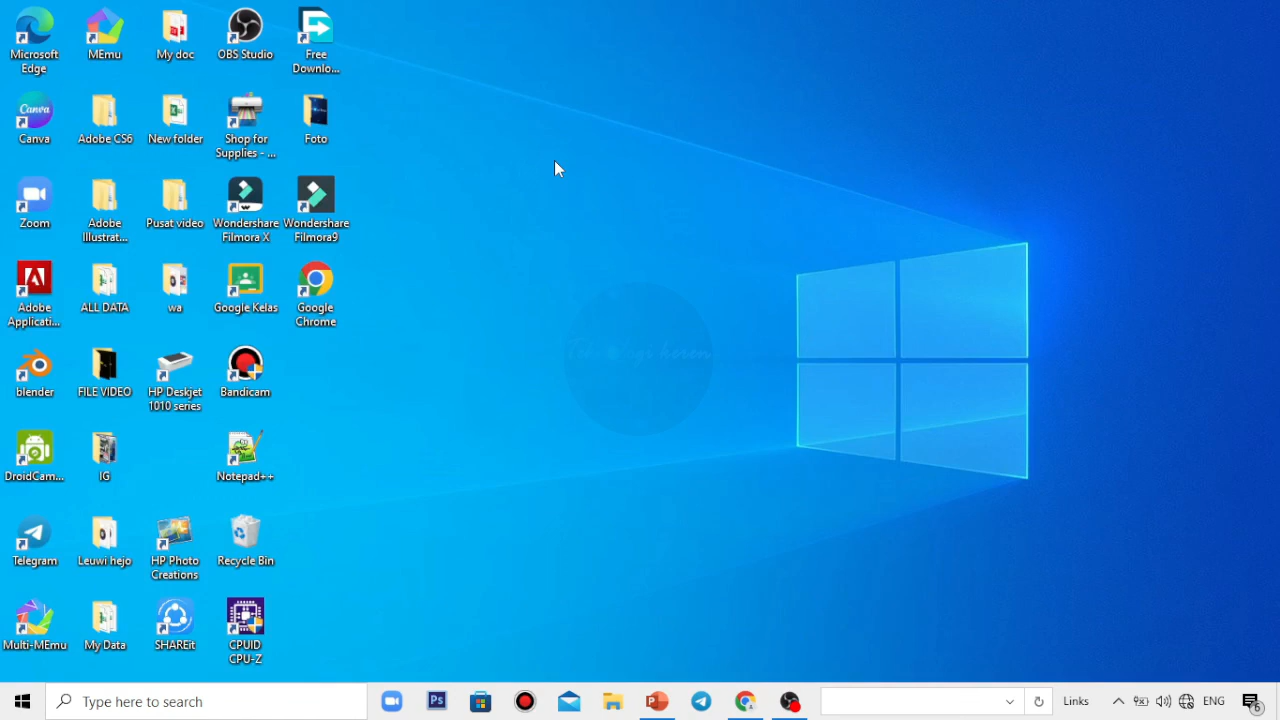 Microsoft
Edge
MEmu
My doc
OBS Studio
Free
Downlo...
Canva
Canva
Adobe CS6
New folder
Shop for
Supplies - ...
Foto
Zoom
Adobe
Illustrat...
Pusat video
Wondershare
Filmora X
Wondershare
Filmora9
Adobe
Applicati...
ALL DATA
wa
Google Kelas
Google
Chrome
blender
FILE VIDEO
HP Deskjet
1010 series
Bandicam
DroidCam...
IG
Notepad++
Telegram
Leuwi hejo
HP Photo
Creations
Recycle Bin
Multi-MEmu
My Data
SHAREit
CPUID
CPU-Z
Type here to search
Ps
Links
ENG
6